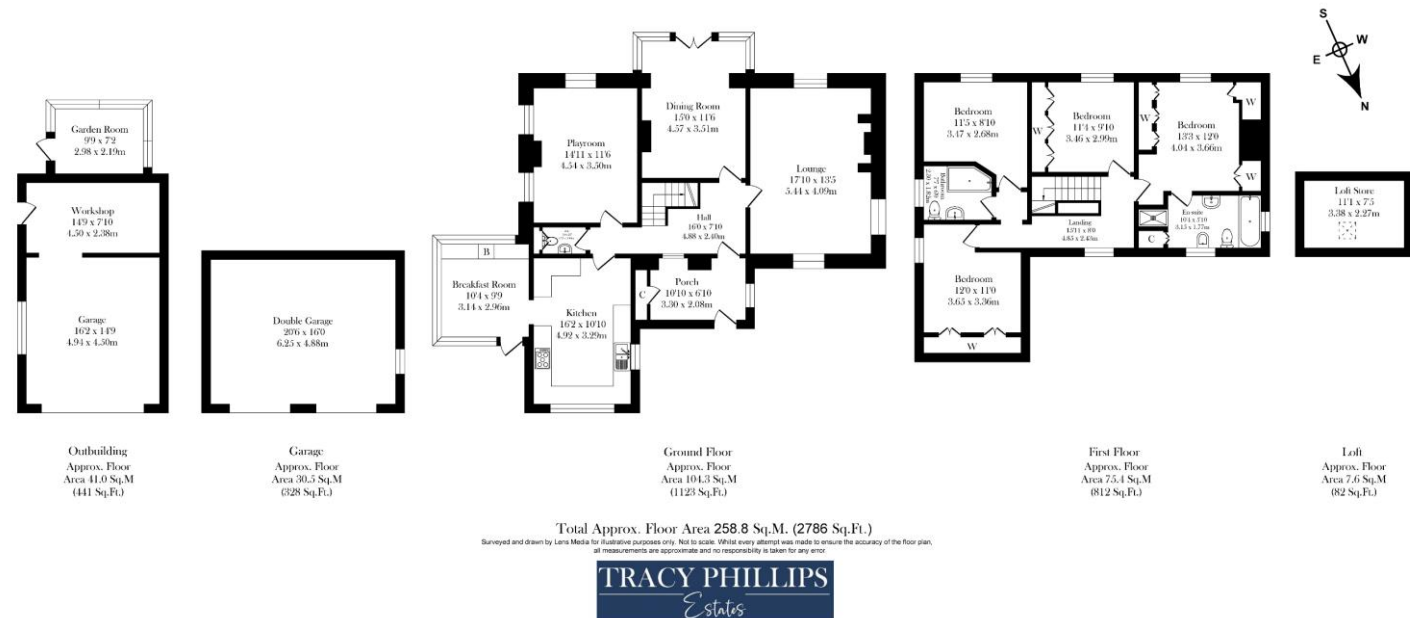 S
W
E
N
Garden Room
9'9 x 7'2
2.98 x 2.19m
Workshop
14'9 x 7'10
4.50 x 2.38m
Garage
16'2 x 14'9
4.94 x 4.50m
Double Garage
20'6 x 16'0
6.25 x 4.88m
Dining Room
15'0 x 11'6
4.57 x 3.51m
Playroom
14'11 x 11'6
4.54 x 3.50m
Lounge
17'10 x 13'5
5.44 x 4.09m
Hall
16'0 x 7'10
4.88 x 2.40m
B
Breakfast Room
10'4 x 9'9
3.14 x 2.96m
Kitchen
16'2 x 10'10
4.92 x 3.29m
C
Porch
10'10 x 6'10
3.30 x 2.08m
Bedroom
11'5 x 8'10
3.47 x 2.68m
W
Bedroom
11'4 x 9'10
3.46 x 2.99m
W
Bedroom
13'3 x 12'0
4.04 x 3.66m
W
W
Bathroom
Landing
15'11 x 8'0
4.85 x 2.43m
En-suite
10'4 x 5'10
3.15 x 1.77m
C
Bedroom
12'0 x 11'0
3.65 x 3.36m
W
Loft Store
11'1 x 7'5
3.38 x 2.27m
Outbuilding
Approx. Floor
Area 41.0 Sq.M
(441 Sq.Ft.)
Garage
Approx. Floor
Area 30.5 Sq.M
(328 Sq.Ft.)
Ground Floor
Approx. Floor
Area 104.3 Sq.M
(1123 Sq.Ft.)
First Floor
Approx. Floor
Area 75.4 Sq.M
(812 Sq.Ft.)
Loft
Approx. Floor
Area 7.6 Sq.M
(82 Sq.Ft.)
Total Approx. Floor Area 258.8 Sq.M. (2786 Sq.Ft.)
Surveyed and drawn by Lens Media for illustrative purposes only. Not to scale. Whilst every attempt was made to ensure the accuracy of the floor plan,
all measurements are approximate and no responsibility is taken for any error
TRACY PHILLIPS
Estates